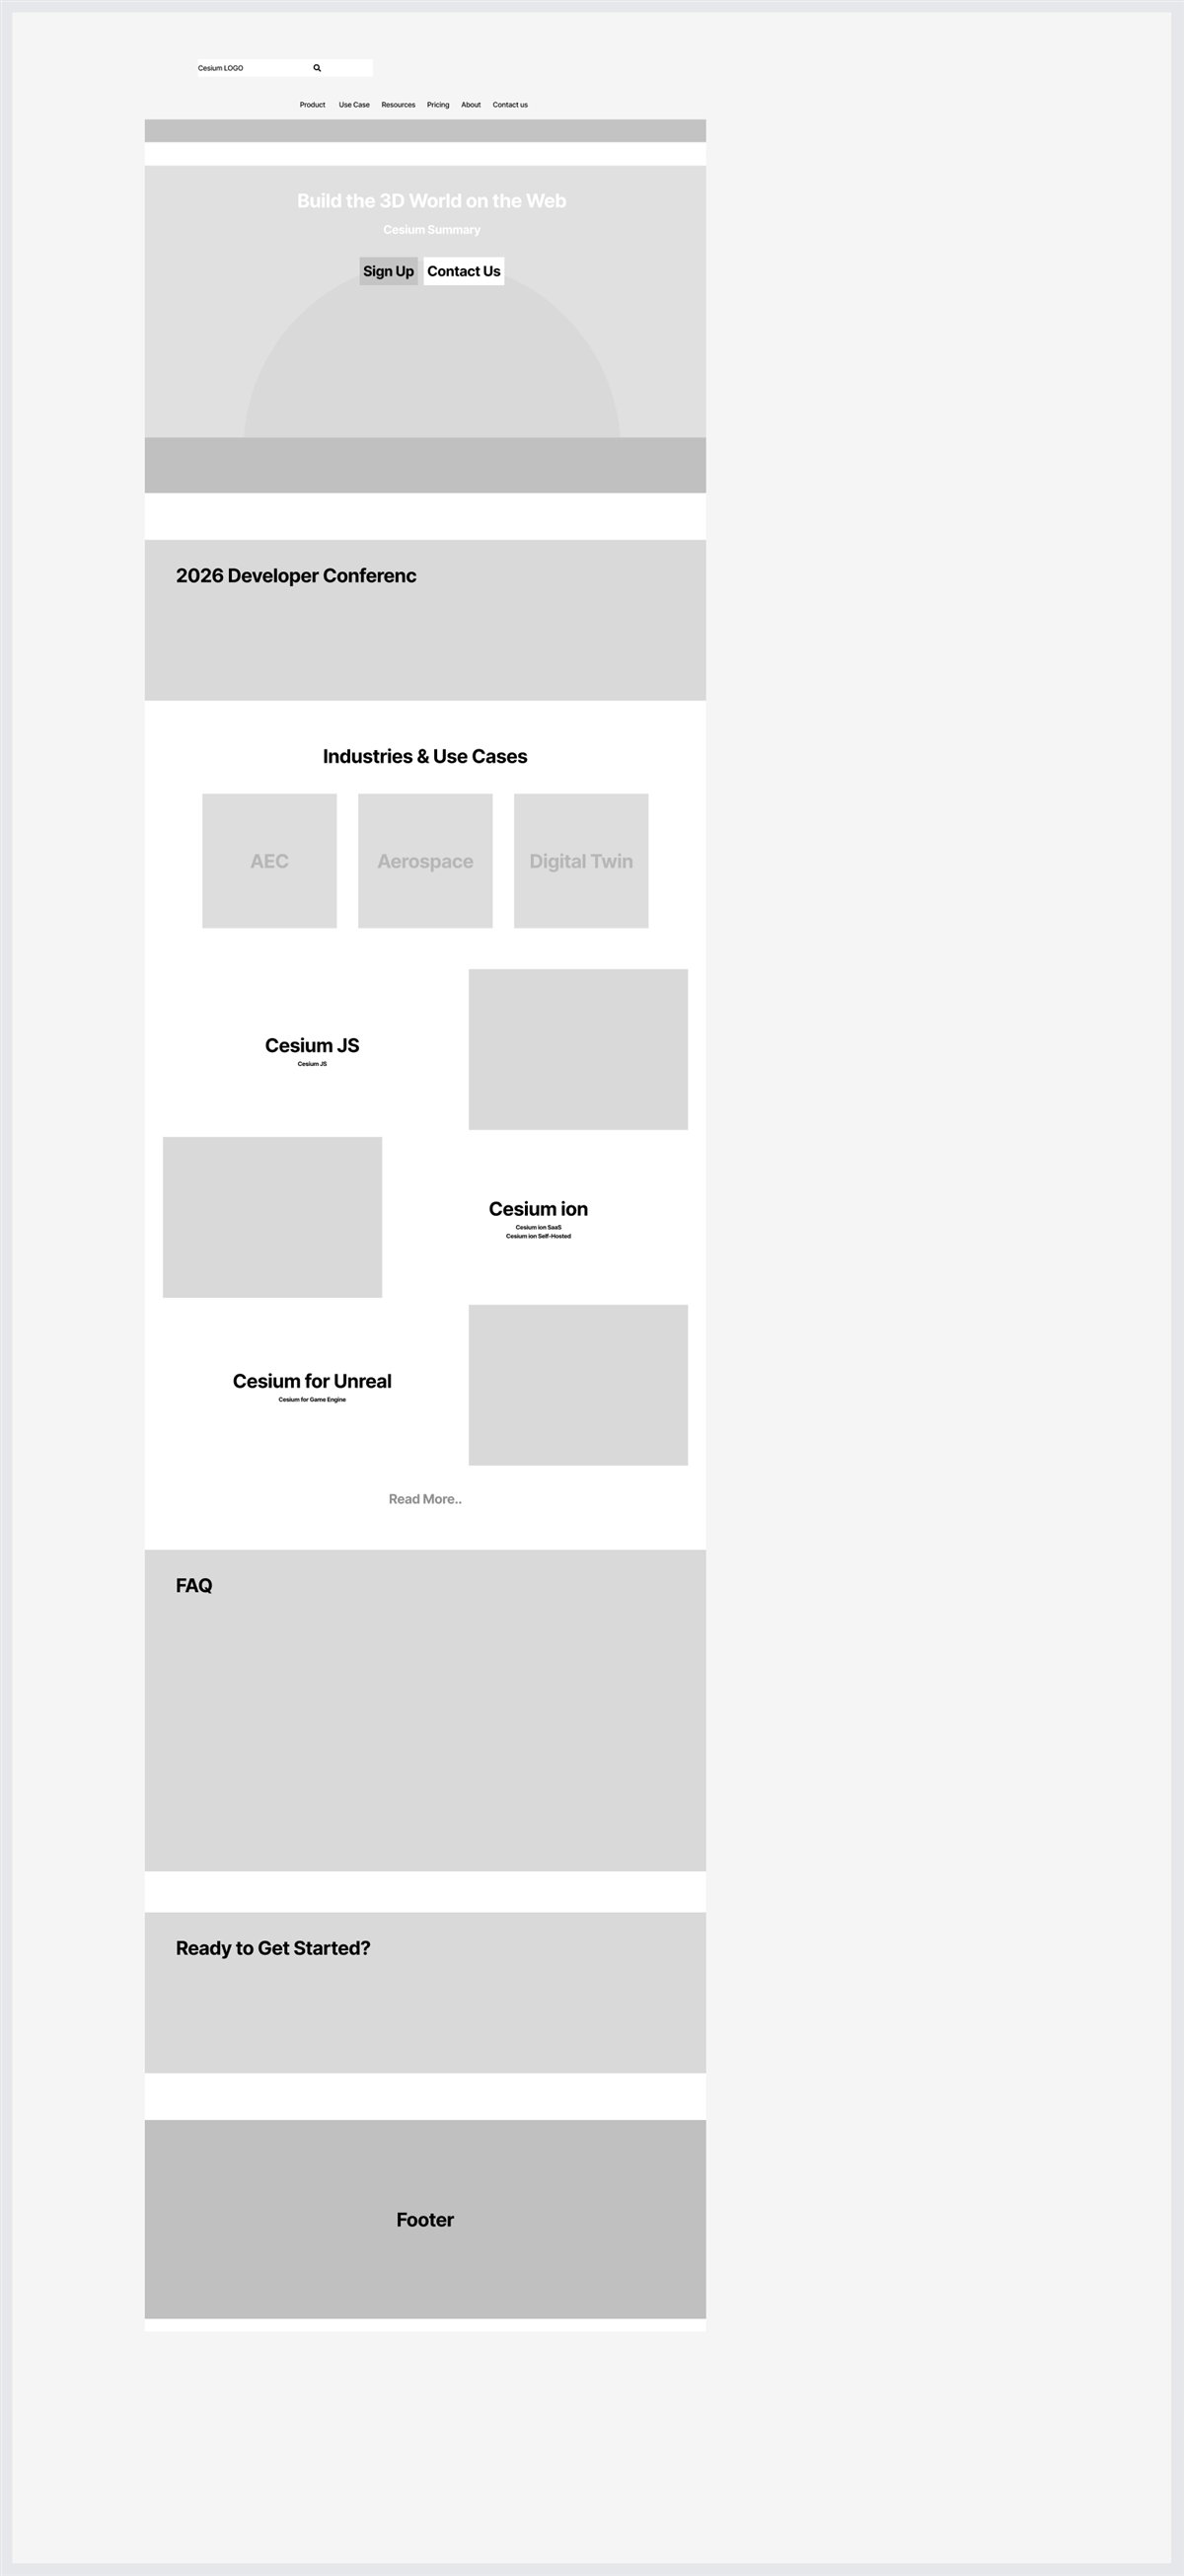 Cesium LOGO
Product Use Case Resources Pricing About Contact us
Build the 3D World on the Web
Cesium Summary
Sign Up Contact Us
2026 Developer Conferenc
Industries & Use Cases
AEC Aerospace Digital Twin
Cesium JS
Cesium JS
Cesium ion
Cesium ion SaaS
Cesium ion Self-Hosted
Cesium for Unreal
Cesium for Game Engine
Read More..
FAQ
Ready to Get Started?
Footer